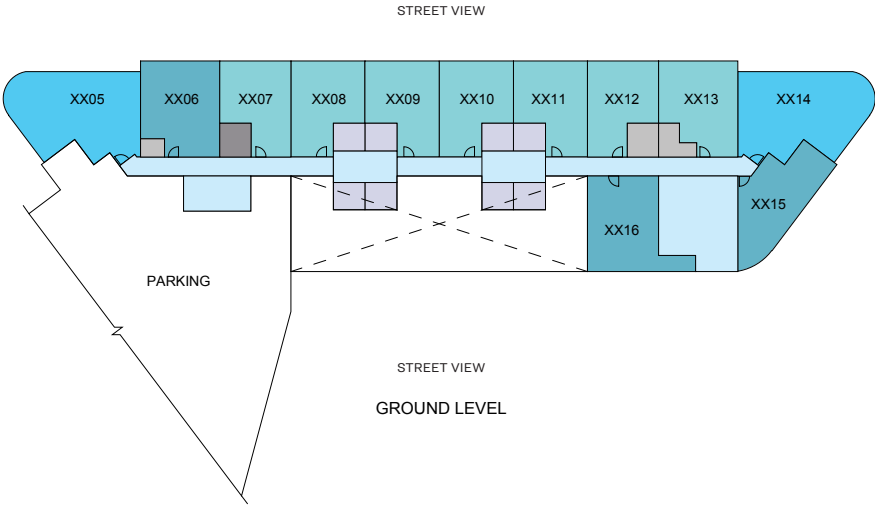 STREET VIEW
XX05
XX06
XX07
XX08
XX09
XX10
XX11
XX12
XX13
XX14
XX15
XX16
PARKING
STREET VIEW
GROUND LEVEL